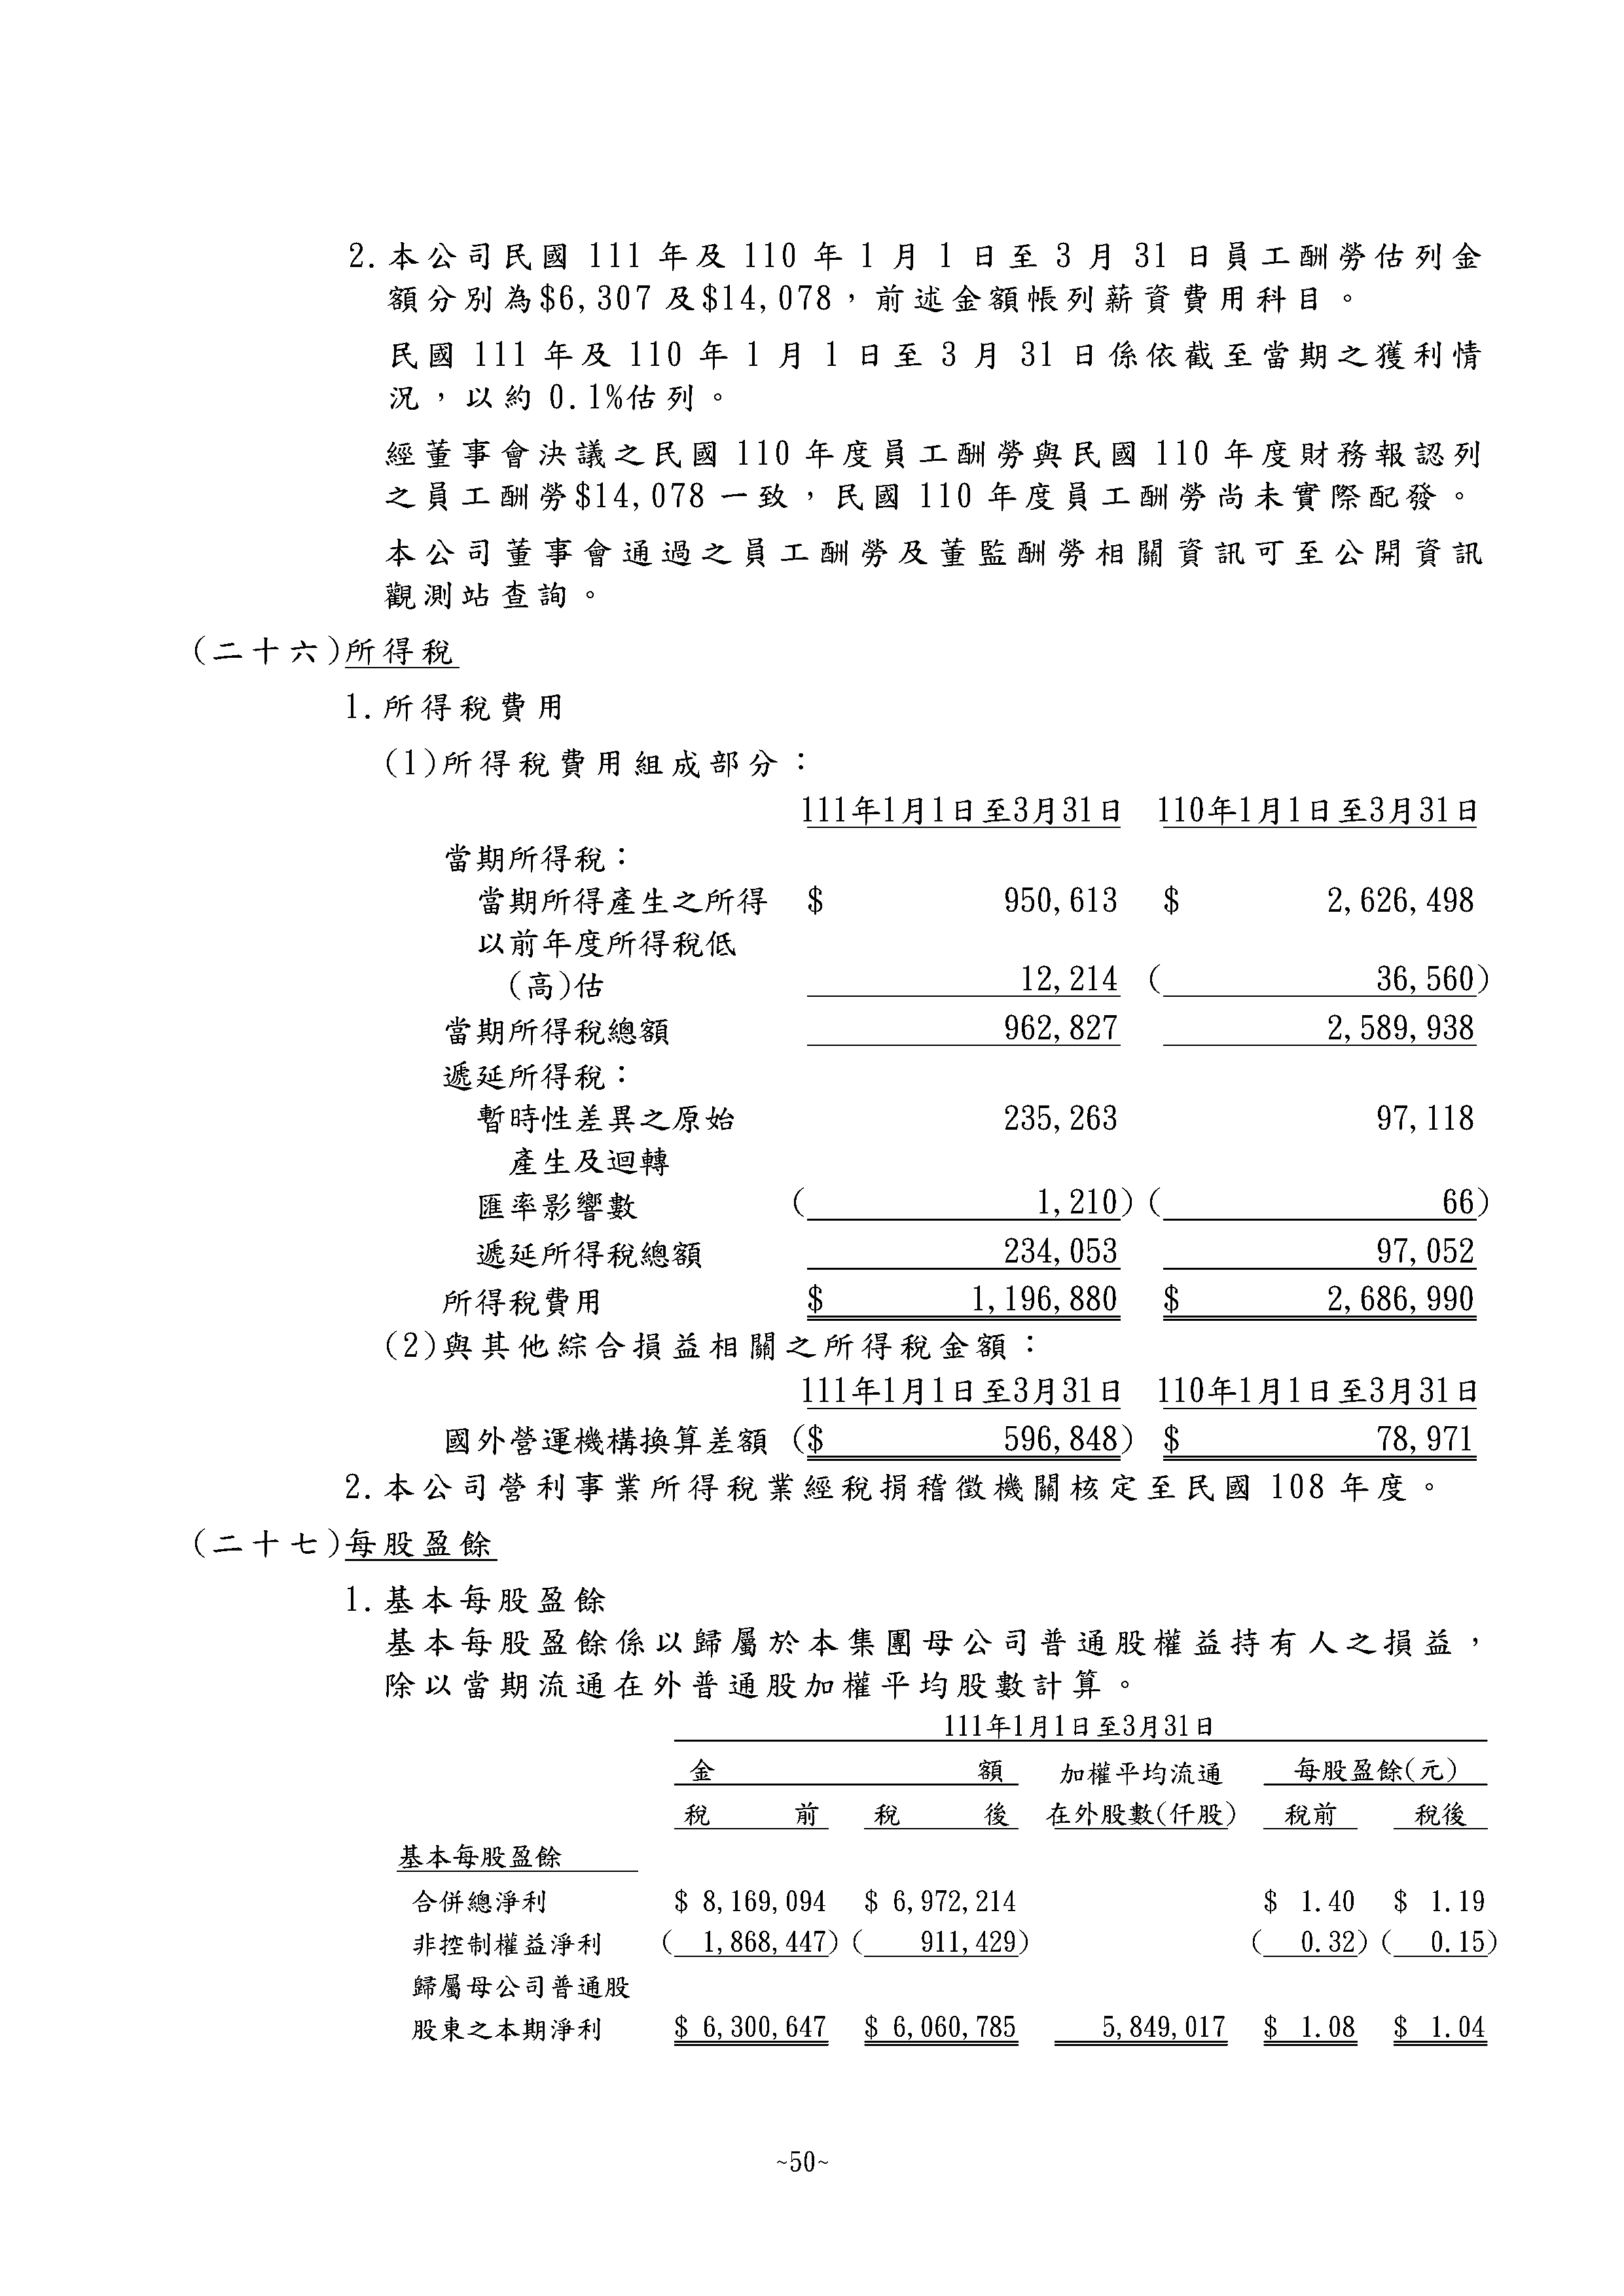 2.本公司民國 111 年及 110 年 1 月 1 日至 3 月 31 日員工酬勞估列金
額分別為$6,307 及$14,078，前述金額帳列薪資費用科目。
民國 111 年及 110 年 1 月 1 日至 3 月 31 日係依截至當期之獲利情
況，以約 0.1%估列。
經董事會決議之民國 110 年度員工酬勞與民國 110 年度財務報認列
之員工酬勞$14,078 一致，民國 110 年度員工酬勞尚未實際配發。
本公司董事會通過之員工酬勞及董監酬勞相關資訊可至公開資訊
觀測站查詢。
(二十六)所得稅
1.所得稅費用
(1)所得稅費用組成部分：
111年1月1日至3月31日 110年1月1日至3月31日
當期所得稅：
當期所得產生之所得 $ 950,613 $ 2,626,498
以前年度所得稅低
(高)估 12,214 ( 36,560)
當期所得稅總額 962,827 2,589,938
遞延所得稅：
暫時性差異之原始 235,263 97,118
產生及迴轉
匯率影響數 ( 1,210) ( 66)
遞延所得稅總額 234,053 97,052
所得稅費用 $ 1,196,880 $ 2,686,990
(2)與其他綜合損益相關之所得稅金額：
111年1月1日至3月31日 110年1月1日至3月31日
國外營運機構換算差額 ($ 596,848) $ 78,971
2.本公司營利事業所得稅業經稅捐稽徵機關核定至民國 108 年度。
(二十七)每股盈餘
1.基本每股盈餘
基本每股盈餘係以歸屬於本集團母公司普通股權益持有人之損益，
除以當期流通在外普通股加權平均股數計算。
111年1月1日至3月31日
金 額 加權平均流通 每股盈餘(元)
稅 前 稅 後 在外股數(仟股) 稅前 稅後
基本每股盈餘
合併總淨利 $ 8,169,094 $ 6,972,214 $ 1.40 $ 1.19
非控制權益淨利 ( 1,868,447) ( 911,429) ( 0.32) ( 0.15)
歸屬母公司普通股
股東之本期淨利 $ 6,300,647 $ 6,060,785 5,849,017 $ 1.08 $ 1.04
~50~